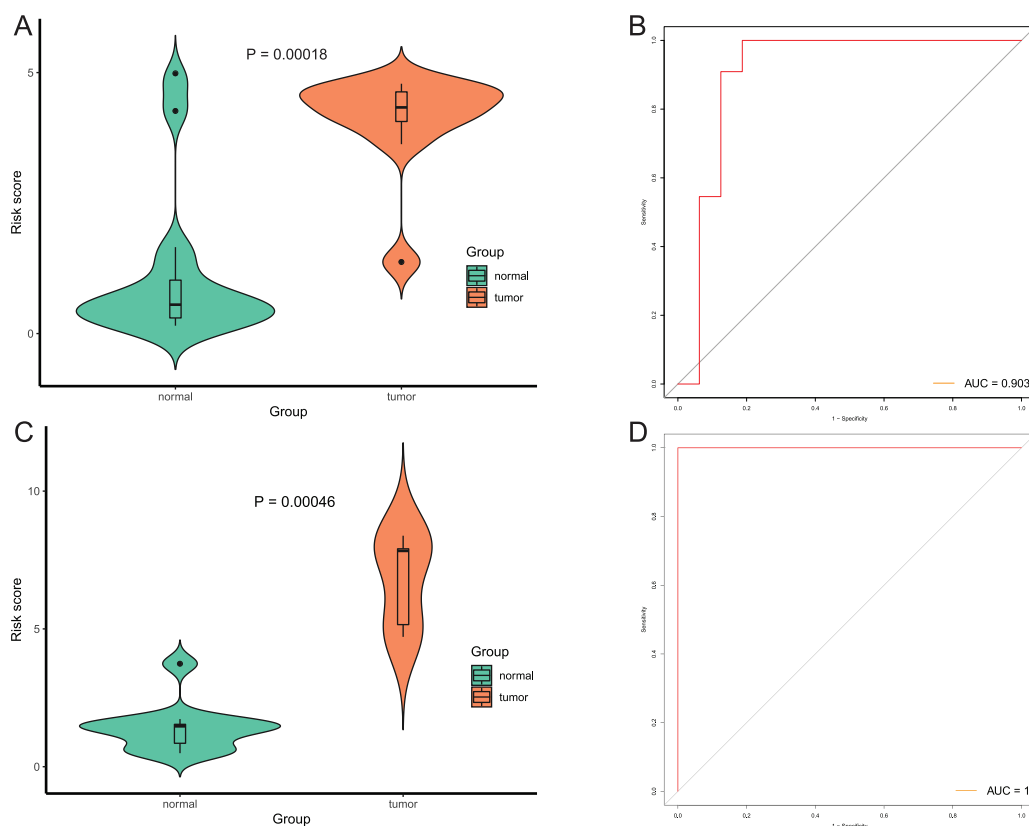 A
P = 0.00018
5
0
Risk score
Group
normal
tumor
normal
tumor
Group
B
1.0
0.8
0.6
0.4
0.2
0.0
Sensitivity
AUC = 0.903
0.0 0.2 0.4 0.6 0.8 1.0
1 − Specificity
C
P = 0.00046
10
5
0
Risk score
Group
normal
tumor
normal
tumor
Group
D
1.0
0.8
0.6
0.4
0.2
0.0
Sensitivity
AUC = 1
0.0 0.2 0.4 0.6 0.8 1.0
1 − Specificity